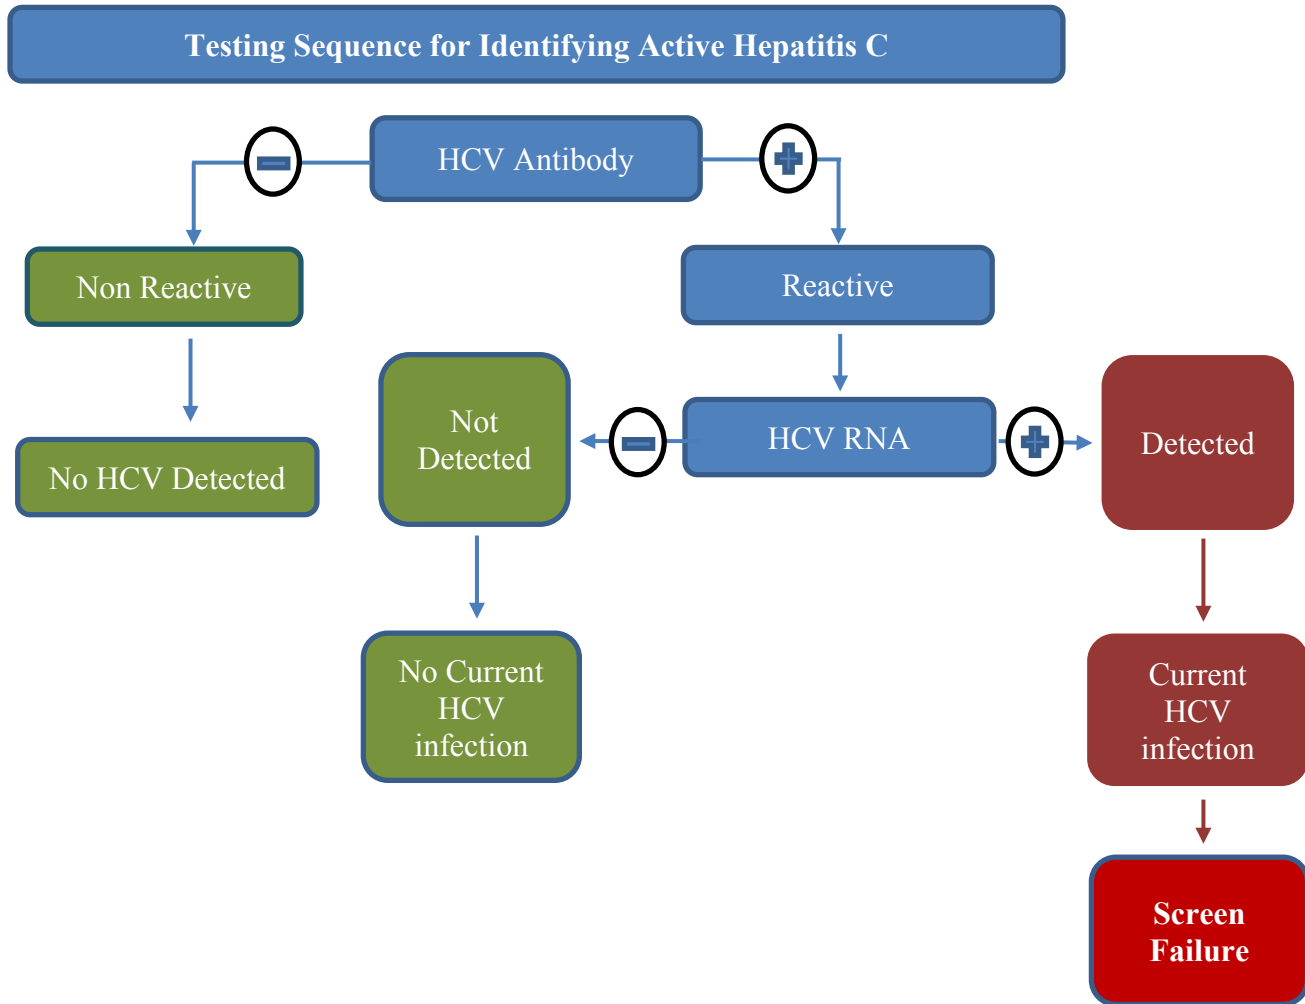 Testing Sequence for Identifying Active Hepatitis C
HCV Antibody
Non Reactive
Reactive
Not
Detected
HCV RNA
Detected
No HCV Detected
No Current
HCV
infection
Current
HCV
infection
Screen
Failure